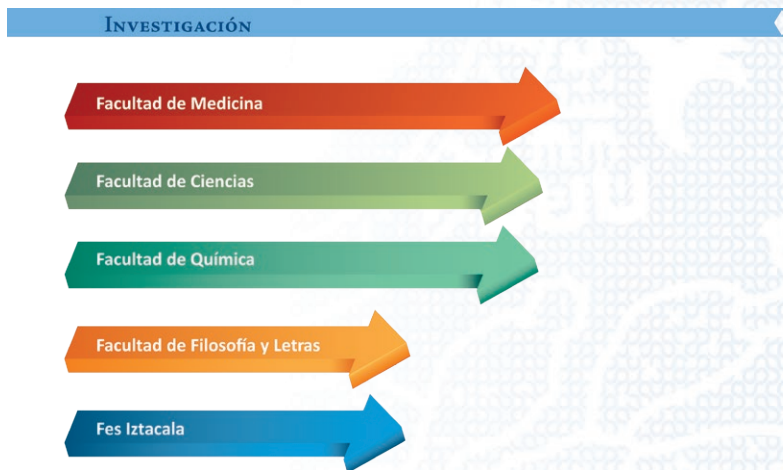 INVESTIGACIÓN
Facultad de Medicina
Facultad de Ciencias
Facultad de Química
Facultad de Filosofía y Letras
Fes Iztacala